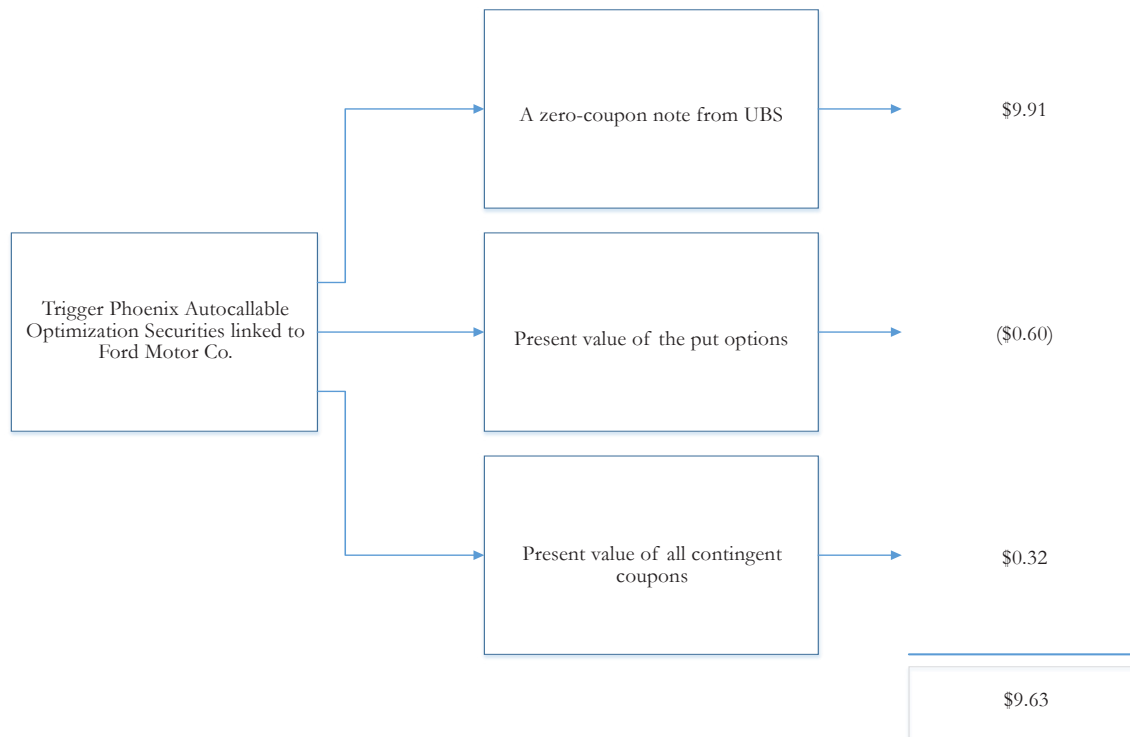 A zero-coupon note from UBS
$9.91
Trigger Phoenix Autocallable
Optimization Securities linked to
Ford Motor Co.
Present value of the put options
($0.60)
Present value of all contingent
coupons
$0.32
$9.63